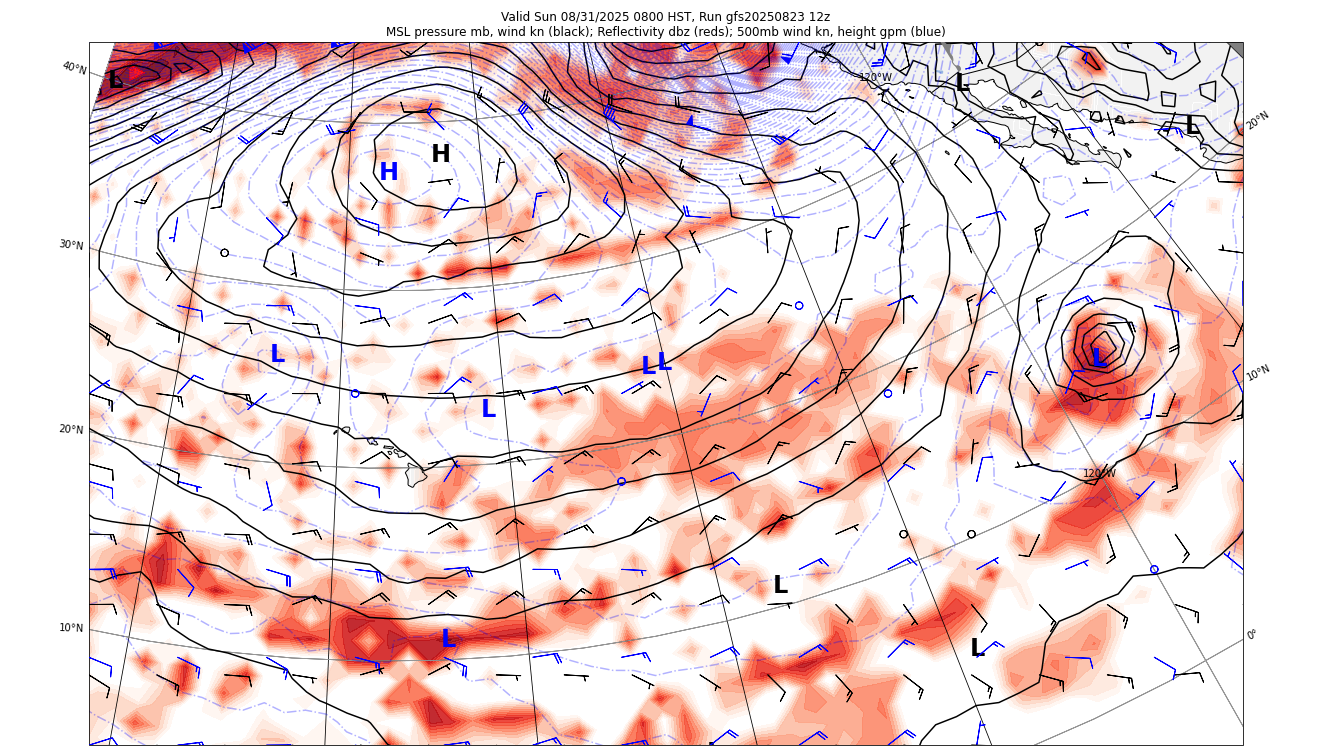 Valid Sun 08/31/2025 0800 HST, Run gfs20250823 12z
MSL pressure mb, wind kn (black); Reflectivity dbz (reds); 500mb wind kn, height gpm (blue)
40°N
L
120°W
L
L
20°N
H
H
30°N
L
L
L
L
10°N
L
20°N
120°W
L
10°N
L
L
0°